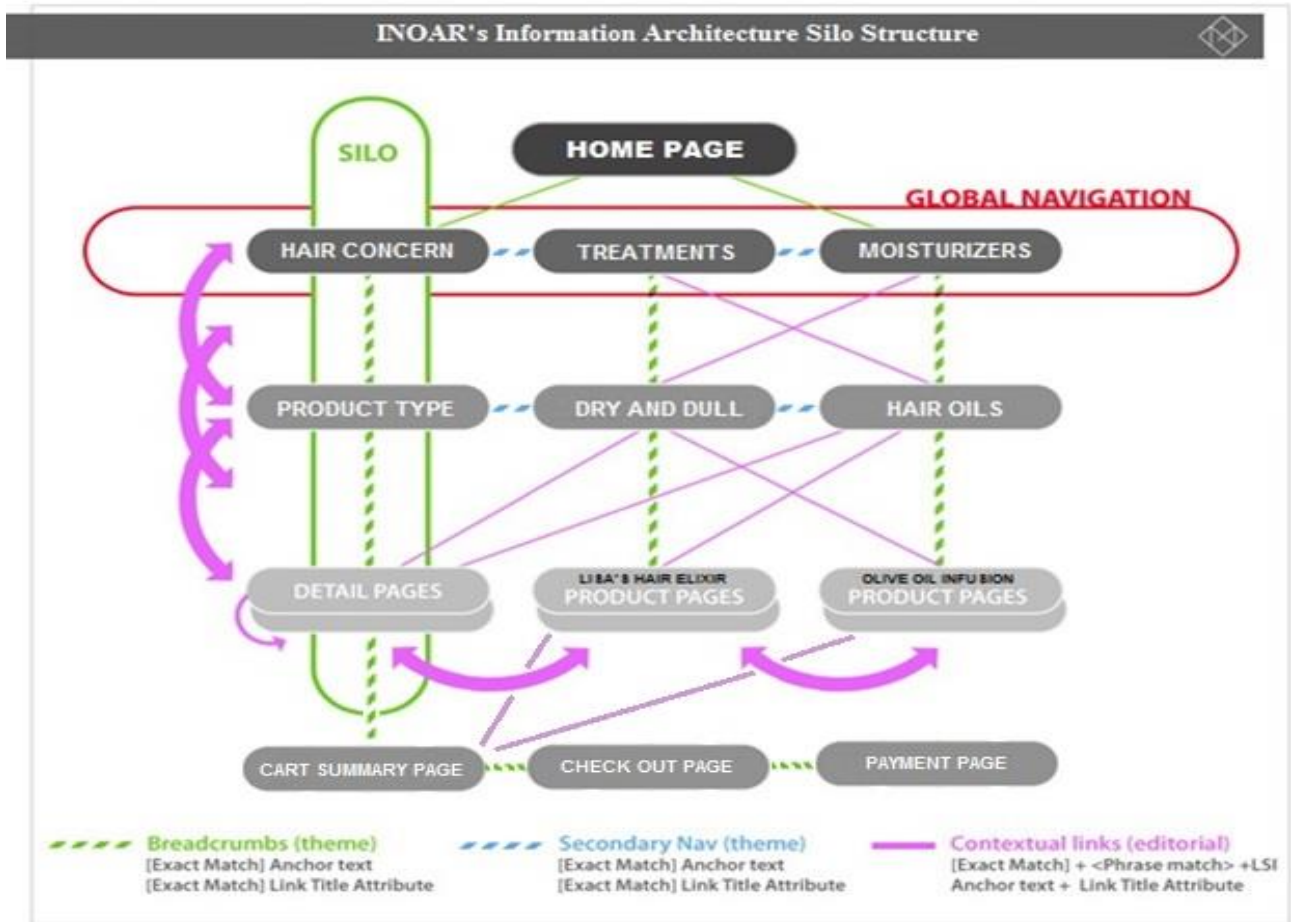 INOAR's Information Architecture Silo Structure
SILO
HOME PAGE
GLOBAL NAVIGATION
HAIR CONCERN
TREATMENTS
MOISTURIZERS
PRODUCT TYPE
DRY AND DULL
HAIR OILS
DETAIL PAGES
LISA'S HAIR ELIXIR
PRODUCT PAGES
OLIVE OIL INFUSION
PRODUCT PAGES
CART SUMMARY PAGE
CHECK OUT PAGE
PAYMENT PAGE
Breadcrumbs (theme)
[Exact Match] Anchor text
[Exact Match] Link Title Attribute
Secondary Nav (theme)
[Exact Match] Anchor text
[Exact Match] Link Title Attribute
Contextual links (editorial)
[Exact Match] + <Phrase match> +LSI
Anchor text + Link Title Attribute